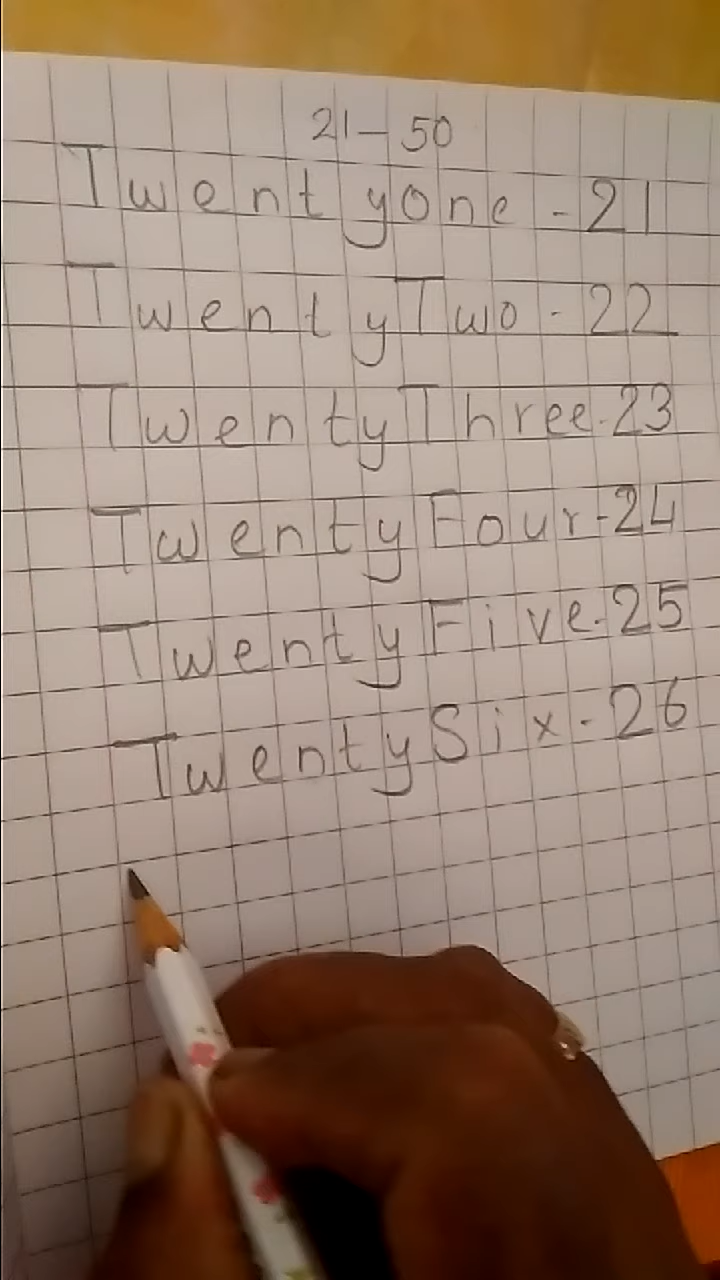 21-50
TwentyOne - 21
TwentyTwo - 22
TwentyThree - 23
TwentyFour - 24
TwentyFive - 25
TwentySix - 26